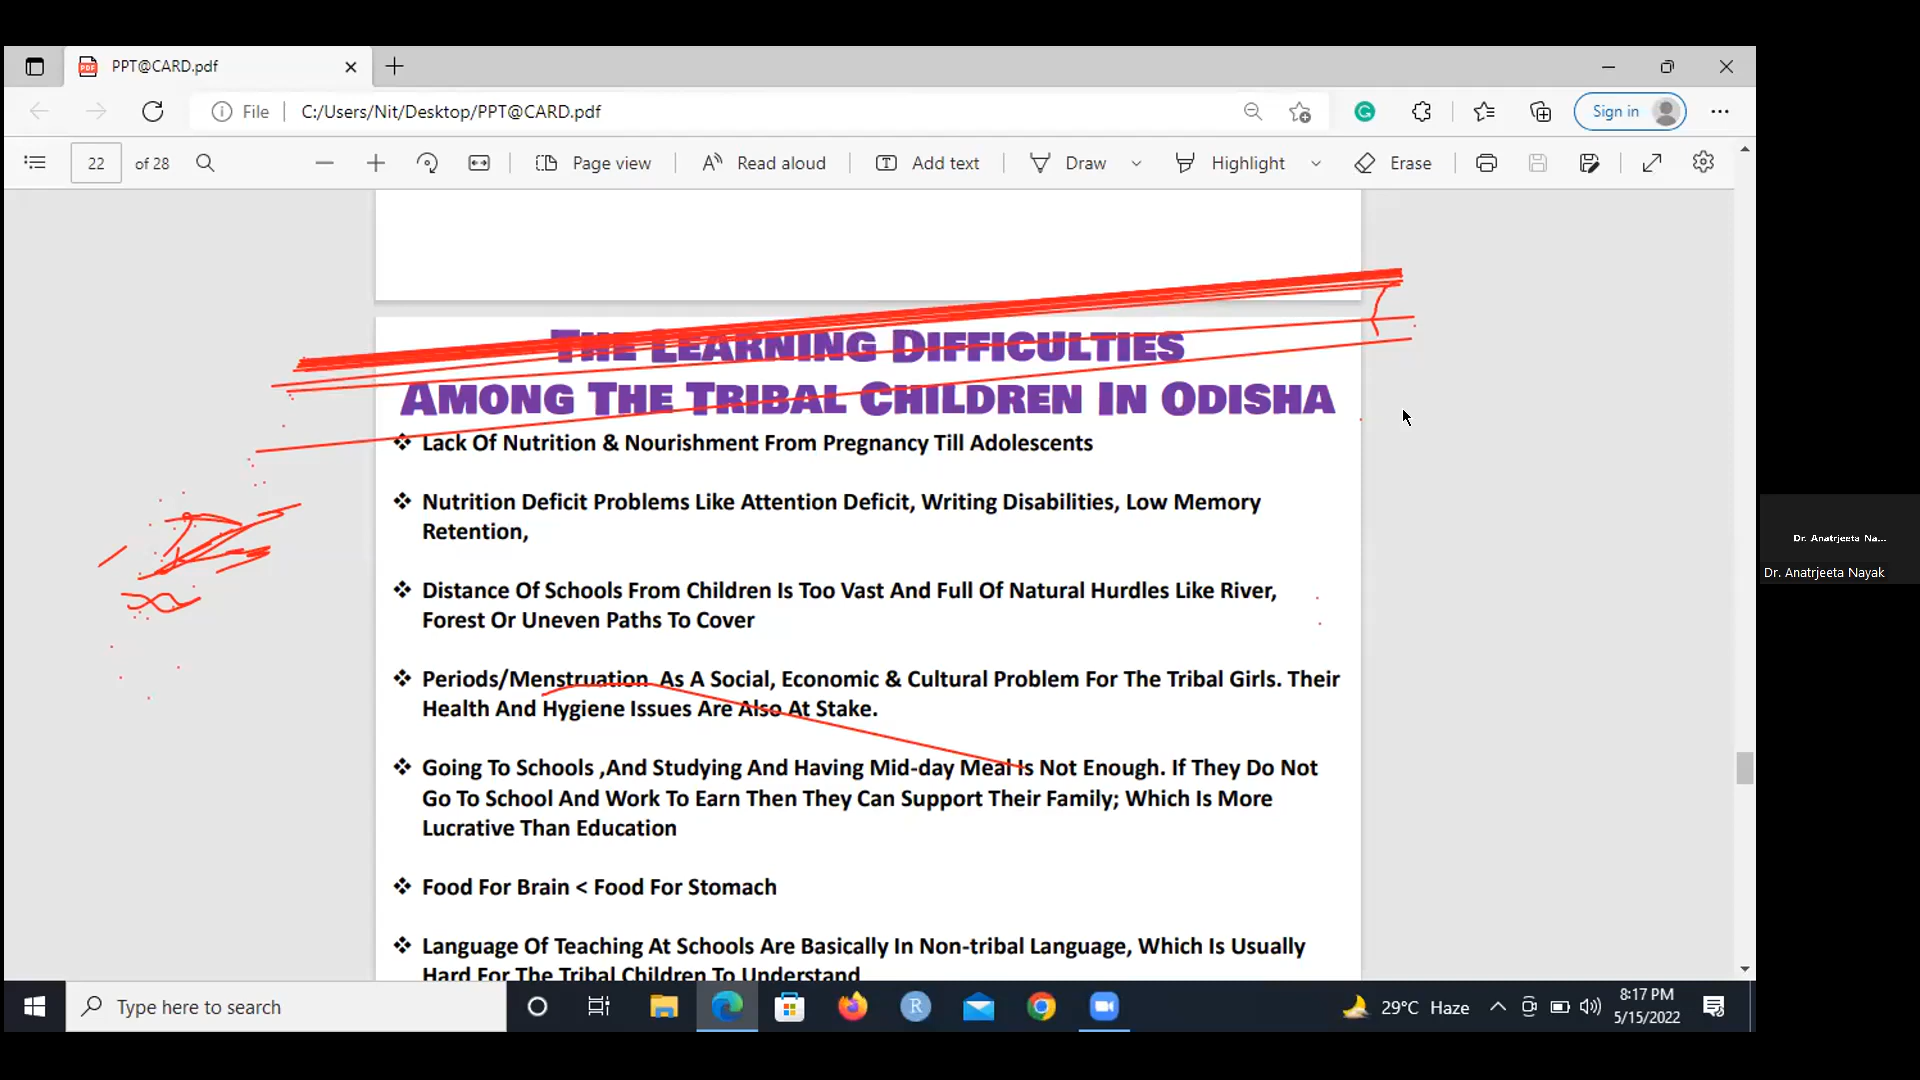 PPT@CARD.pdf
File C:/Users/Nit/Desktop/PPT@CARD.pdf Sign in
22 of 28 Page view Read aloud Add text Draw Highlight Erase
The Learning Difficulties
Among The Tribal Children In Odisha
❖ Lack Of Nutrition & Nourishment From Pregnancy Till Adolescents
❖ Nutrition Deficit Problems Like Attention Deficit, Writing Disabilities, Low Memory
Retention,
❖ Distance Of Schools From Children Is Too Vast And Full Of Natural Hurdles Like River,
Forest Or Uneven Paths To Cover
❖ Periods/Menstruation As A Social, Economic & Cultural Problem For The Tribal Girls. Their
Health And Hygiene Issues Are Also At Stake.
❖ Going To Schools ,And Studying And Having Mid-day Meal Is Not Enough. If They Do Not
Go To School And Work To Earn Then They Can Support Their Family; Which Is More
Lucrative Than Education
❖ Food For Brain < Food For Stomach
❖ Language Of Teaching At Schools Are Basically In Non-tribal Language, Which Is Usually
Hard For The Tribal Children To Understand
Dr. Anatrjeeta Na...
Dr. Anatrjeeta Nayak
Type here to search
29°C Haze
8:17 PM
5/15/2022